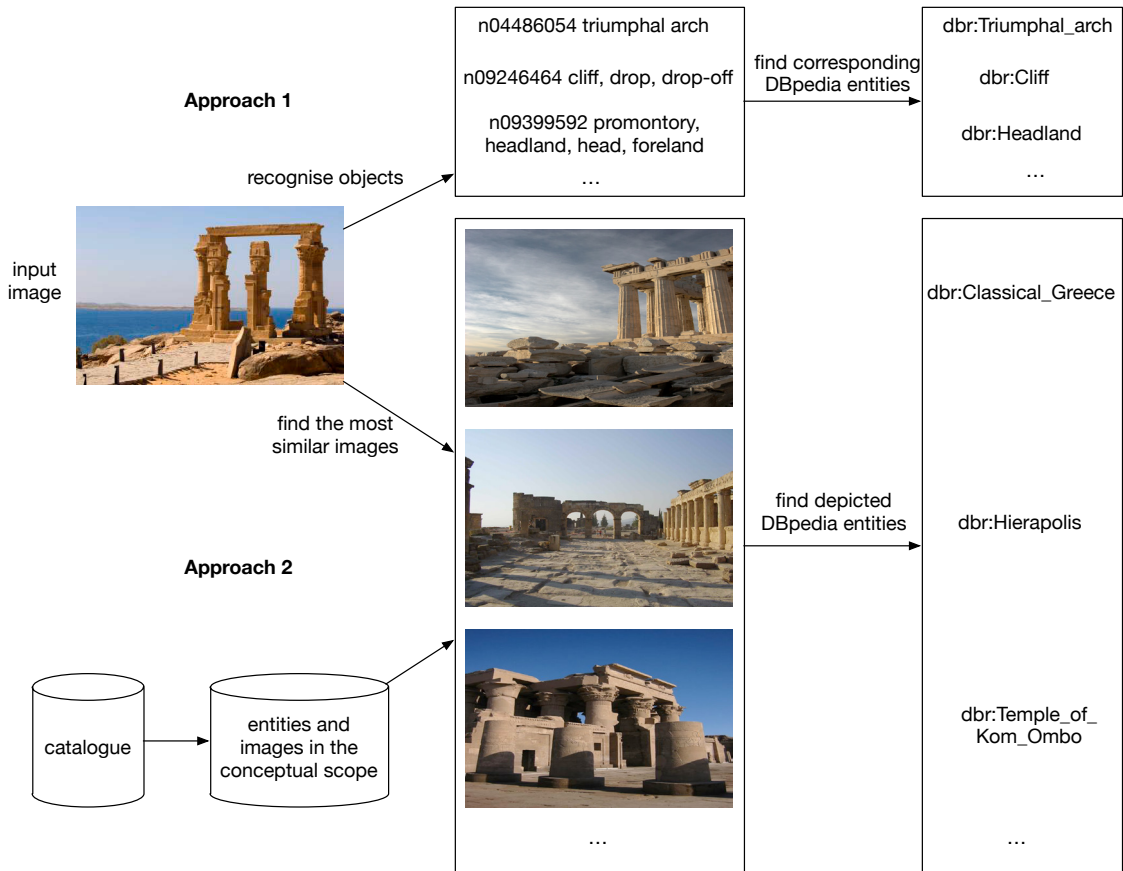 Approach 1
input
image
recognise objects
n04486054 triumphal arch
n09246464 cliff, drop, drop-off
n09399592 promontory,
headland, head, foreland
...
find corresponding
DBpedia entities
dbr:Triumphal_arch
dbr:Cliff
dbr:Headland
...
Approach 2
find the most
similar images
catalogue
entities and
images in the
conceptual scope
...
find depicted
DBpedia entities
dbr:Classical_Greece
dbr:Hierapolis
dbr:Temple_of_
Kom_Ombo
...